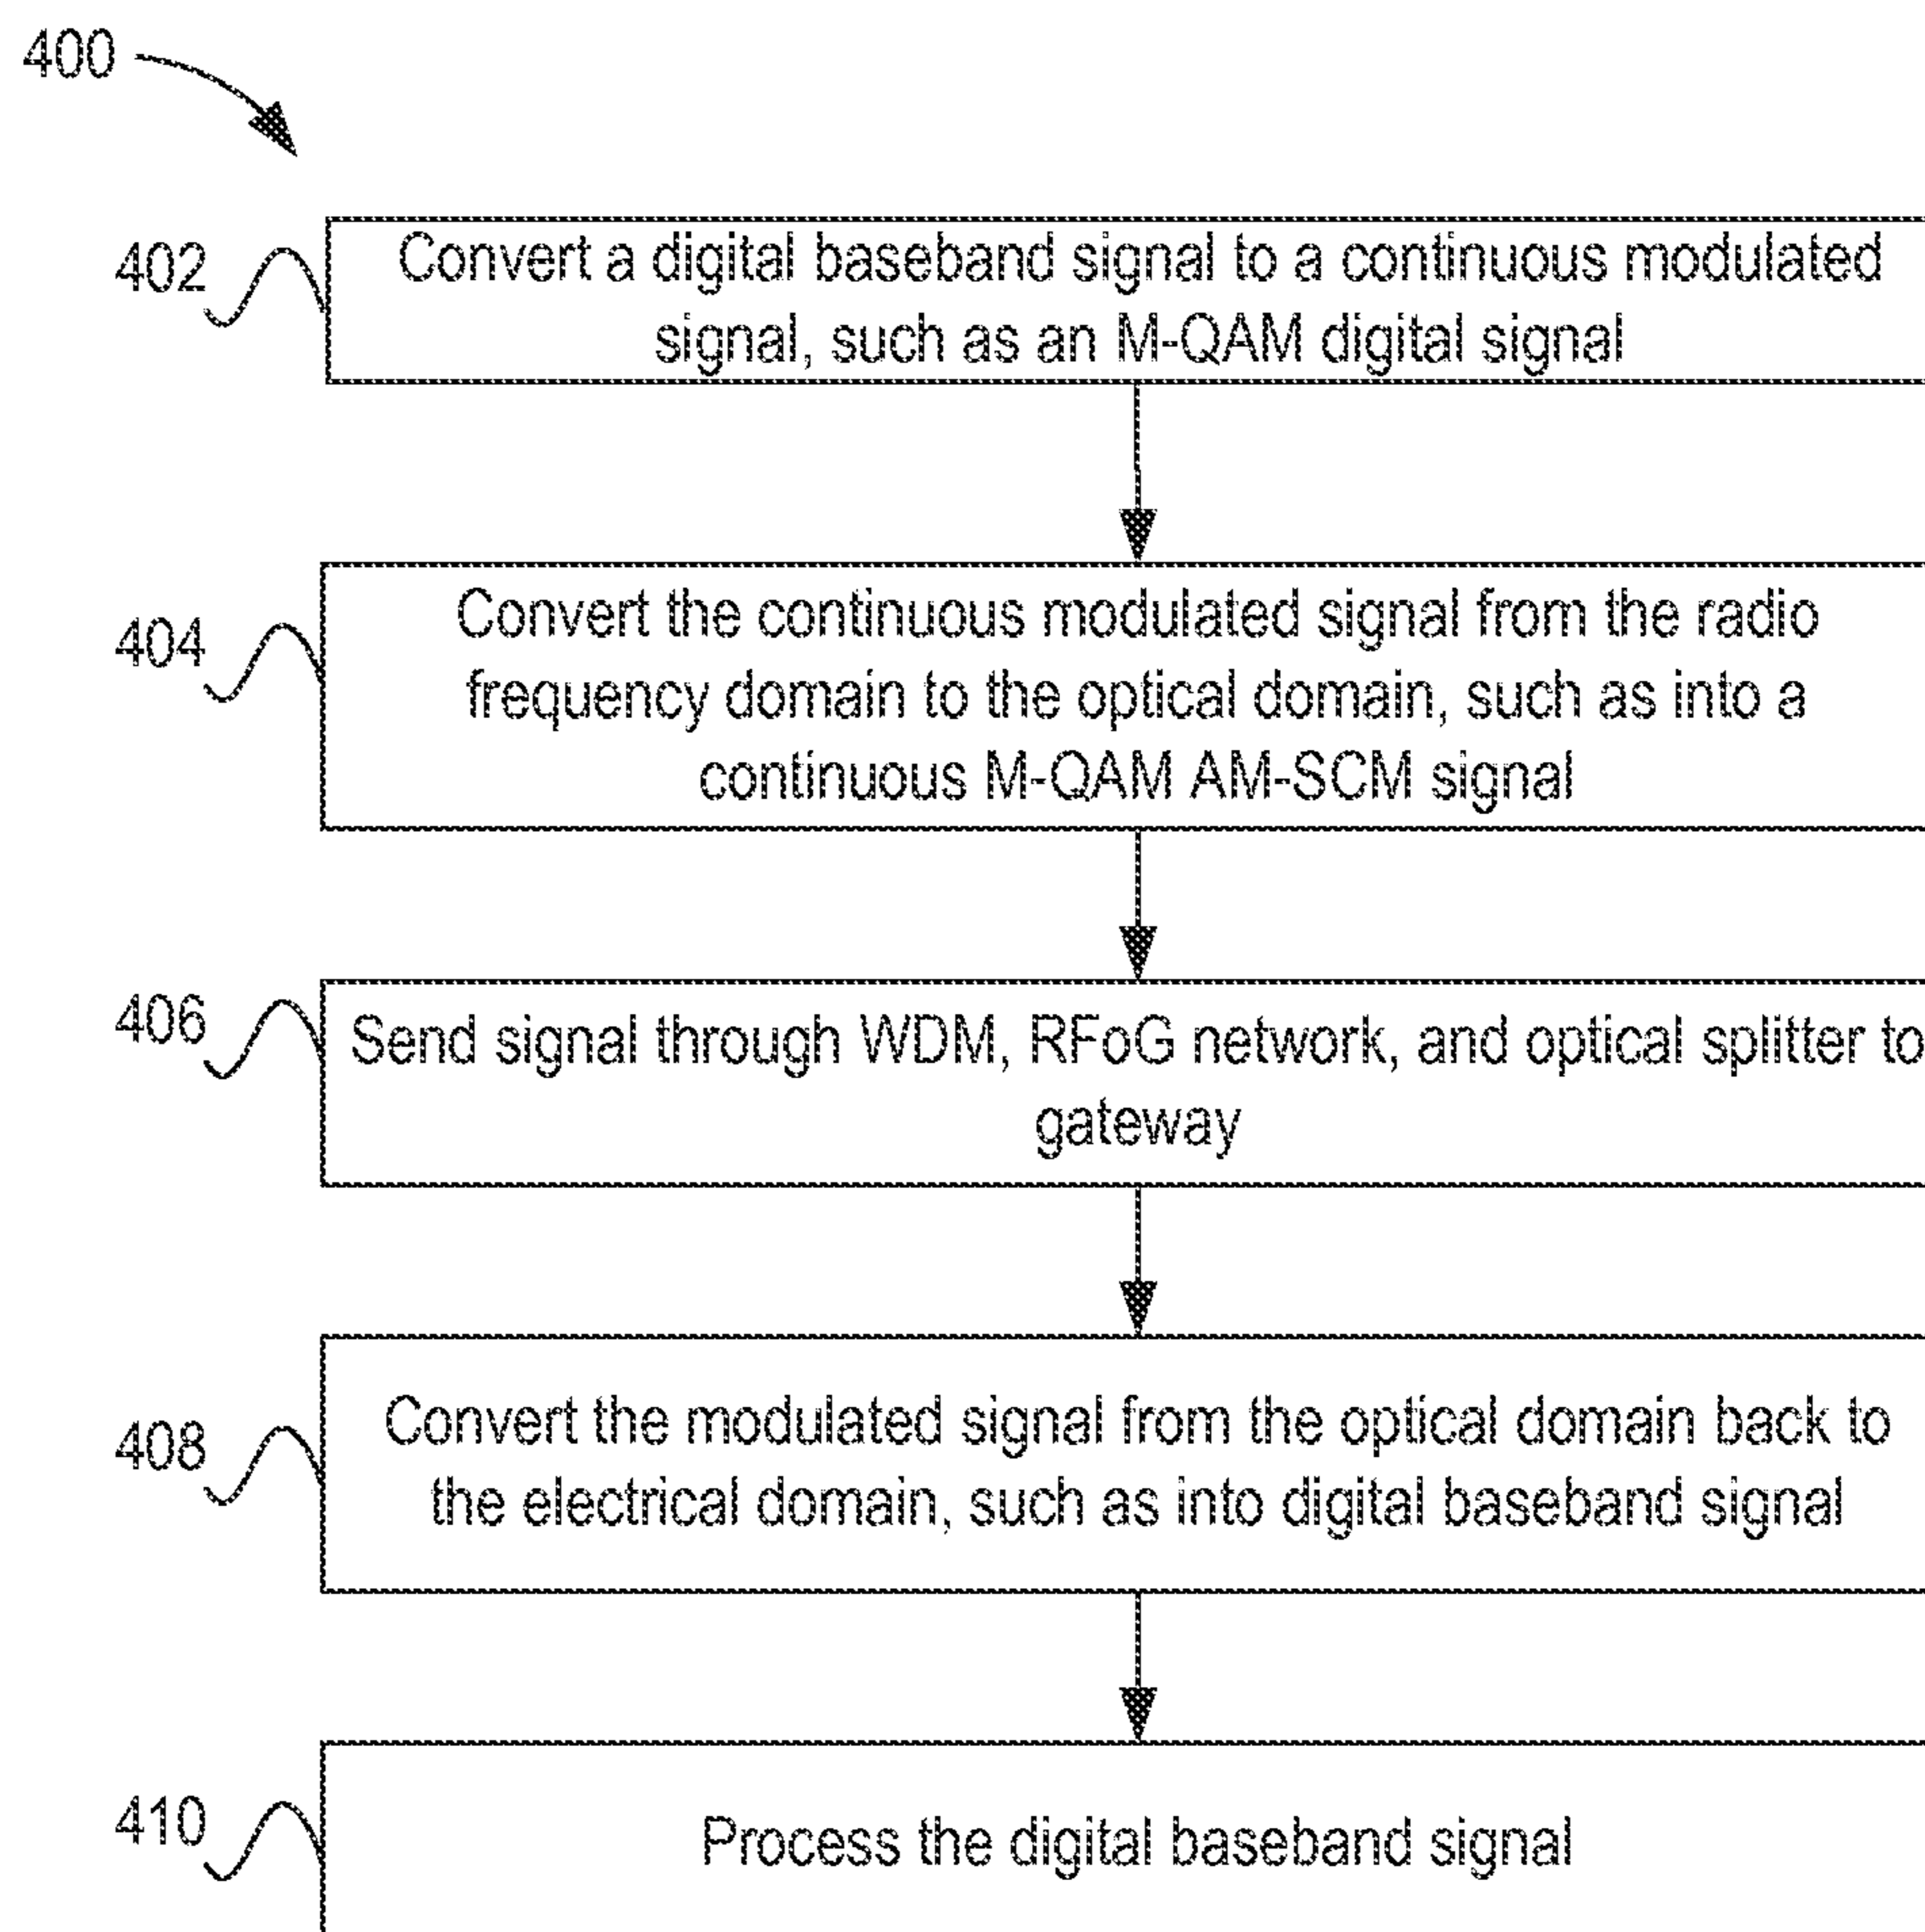 400
402
Convert a digital baseband signal to a continuous modulated
signal, such as an M-QAM digital signal
404
Convert the continuous modulated signal from the radio
frequency domain to the optical domain, such as into a
continuous M-QAM AM-SCM signal
406
Send signal through WDM, RFoG network, and optical splitter to
gateway
408
Convert the modulated signal from the optical domain back to
the electrical domain, such as into digital baseband signal
410
Process the digital baseband signal